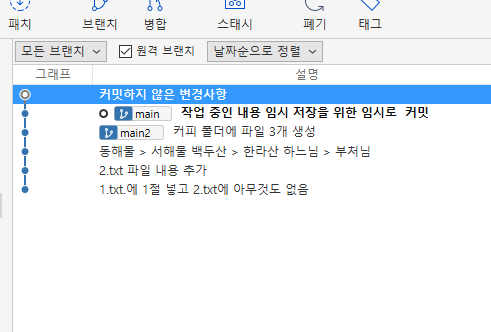 패치 브랜치 병합 스태시 폐기 태그
모든 브랜치 원격 브랜치 날짜순으로 정렬
그래프 설명
커밋하지 않은 변경사항
main 작업 중인 내용 임시 저장을 위한 임시로 커밋
main2 커피 폴더에 파일 3개 생성
동해물 > 서해물 백두산 > 한라산 하느님 > 부처님
2.txt 파일 내용 추가
1.txt.에 1절 넣고 2.txt에 아무것도 없음